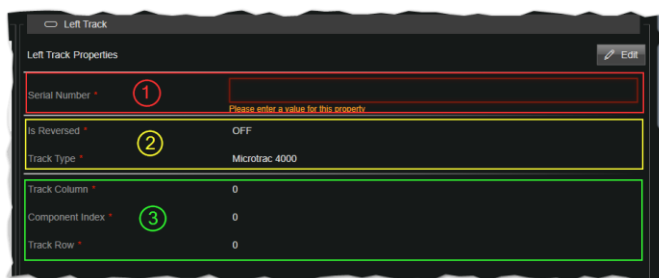 Left Track
Left Track Properties
Edit
Serial Number *
1
Please enter a value for this property
Is Reversed *
OFF
2
Track Type *
Microtrac 4000
Track Column *
0
Component Index *
3
0
Track Row *
0